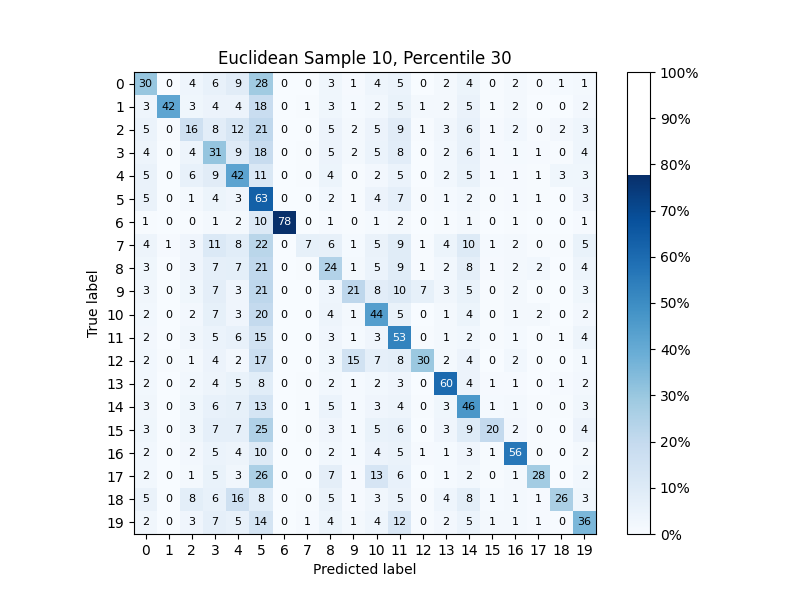 Euclidean Sample 10, Percentile 30
0 30 0 4 6 9 28 0 0 3 1 4 5 0 2 4 0 2 0 1 1
1 3 42 3 4 4 18 0 1 3 1 2 5 1 2 5 1 2 0 0 2
2 5 0 16 8 12 21 0 0 5 2 5 9 1 3 6 1 2 0 2 3
3 4 0 4 31 9 18 0 0 5 2 5 8 0 2 6 1 1 1 0 4
4 5 0 6 9 42 11 0 0 4 0 2 5 0 2 5 1 1 1 3 3
5 5 0 1 4 3 63 0 0 2 1 4 7 0 1 2 0 1 1 0 3
6 1 0 0 1 2 10 78 0 1 0 1 2 0 1 1 0 1 0 0 1
7 4 1 3 11 8 22 0 7 6 1 5 9 1 4 10 1 2 0 0 5
8 3 0 3 7 7 21 0 0 24 1 5 9 1 2 8 1 2 2 0 4
9 3 0 3 7 3 21 0 0 3 21 8 10 7 3 5 0 2 0 0 3
10 2 0 2 7 3 20 0 0 4 1 44 5 0 1 4 0 1 2 0 2
11 2 0 3 5 6 15 0 0 3 1 3 53 0 1 2 0 1 0 1 4
12 2 0 1 4 2 17 0 0 3 15 7 8 30 2 4 0 2 0 0 1
13 2 0 2 4 5 8 0 0 2 1 2 3 0 60 4 1 1 0 1 2
14 3 0 3 6 7 13 0 1 5 1 3 4 0 3 46 1 1 0 0 3
15 3 0 3 7 7 25 0 0 3 1 5 6 0 3 9 20 2 0 0 4
16 2 0 2 5 4 10 0 0 2 1 4 5 1 1 3 1 56 0 0 2
17 2 0 1 5 3 26 0 0 7 1 13 6 0 1 2 0 1 28 0 2
18 5 0 8 6 16 8 0 0 5 1 3 5 0 4 8 1 1 1 26 3
19 2 0 3 7 5 14 0 1 4 1 4 12 0 2 5 1 1 1 0 36
0 1 2 3 4 5 6 7 8 9 10 11 12 13 14 15 16 17 18 19
Predicted label
True label
100%
90%
80%
70%
60%
50%
40%
30%
20%
10%
0%